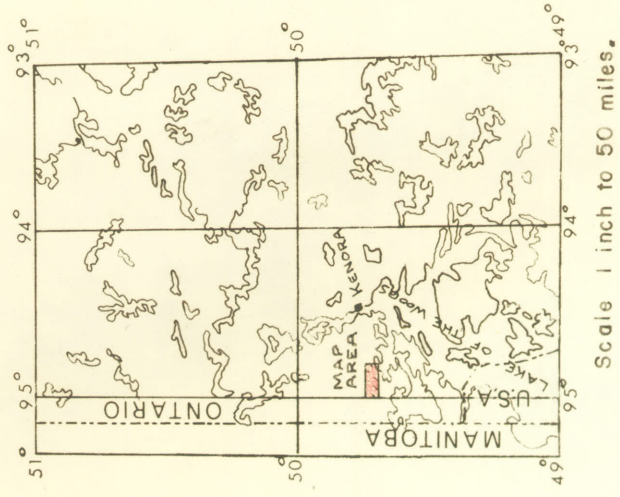 51°
50°
49°
93°
93°
94°
94°
95°
95°
51
50
49°
ONTARIO
MANITOBA
U.S.A
MAP
AREA
KENORA
LAKE OF THE WOODS
Scale 1 inch to 50 miles.